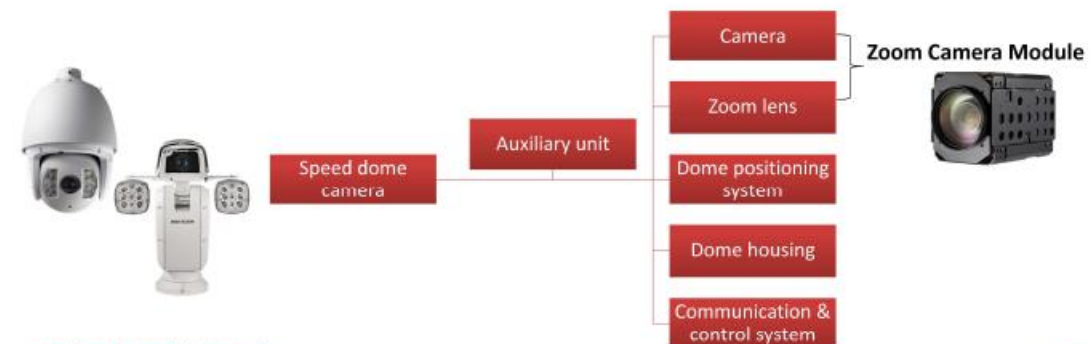 Camera
Zoom Camera Module
Zoom lens
Auxiliary unit
Speed dome
camera
Dome positioning
system
Dome housing
Communication &
control system